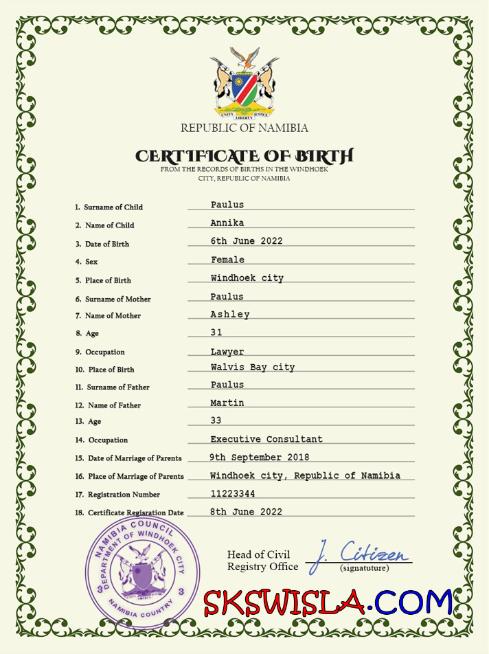 UNITY LIBERTY JUSTICE
REPUBLIC OF NAMIBIA
CERTIFICATE OF BIRTH
FROM THE RECORDS OF BIRTHS IN THE WINDHOEK
CITY, REPUBLIC OF NAMIBIA
1. Surname of Child Paulus
2. Name of Child Annika
3. Date of Birth 6th June 2022
4. Sex Female
5. Place of Birth Windhoek city
6. Surname of Mother Paulus
7. Name of Mother Ashley
8. Age 31
9. Occupation Lawyer
10. Place of Birth Walvis Bay city
11. Surname of Father Paulus
12. Name of Father Martin
13. Age 33
14. Occupation Executive Consultant
15. Date of Marriage of Parents 9th September 2018
16. Place of Marriage of Parents Windhoek city, Republic of Namibia
17. Registration Number 11223344
18. Certificate Regisration Date 8th June 2022
NAMIBIA COUNCIL
DEPARTMENT OF WINDHOEK CITY
3 3
NAMIBIA COUNTRY
Head of Civil
Registry Office J. Citizen
(signatuture)
SKSWISLA.COM